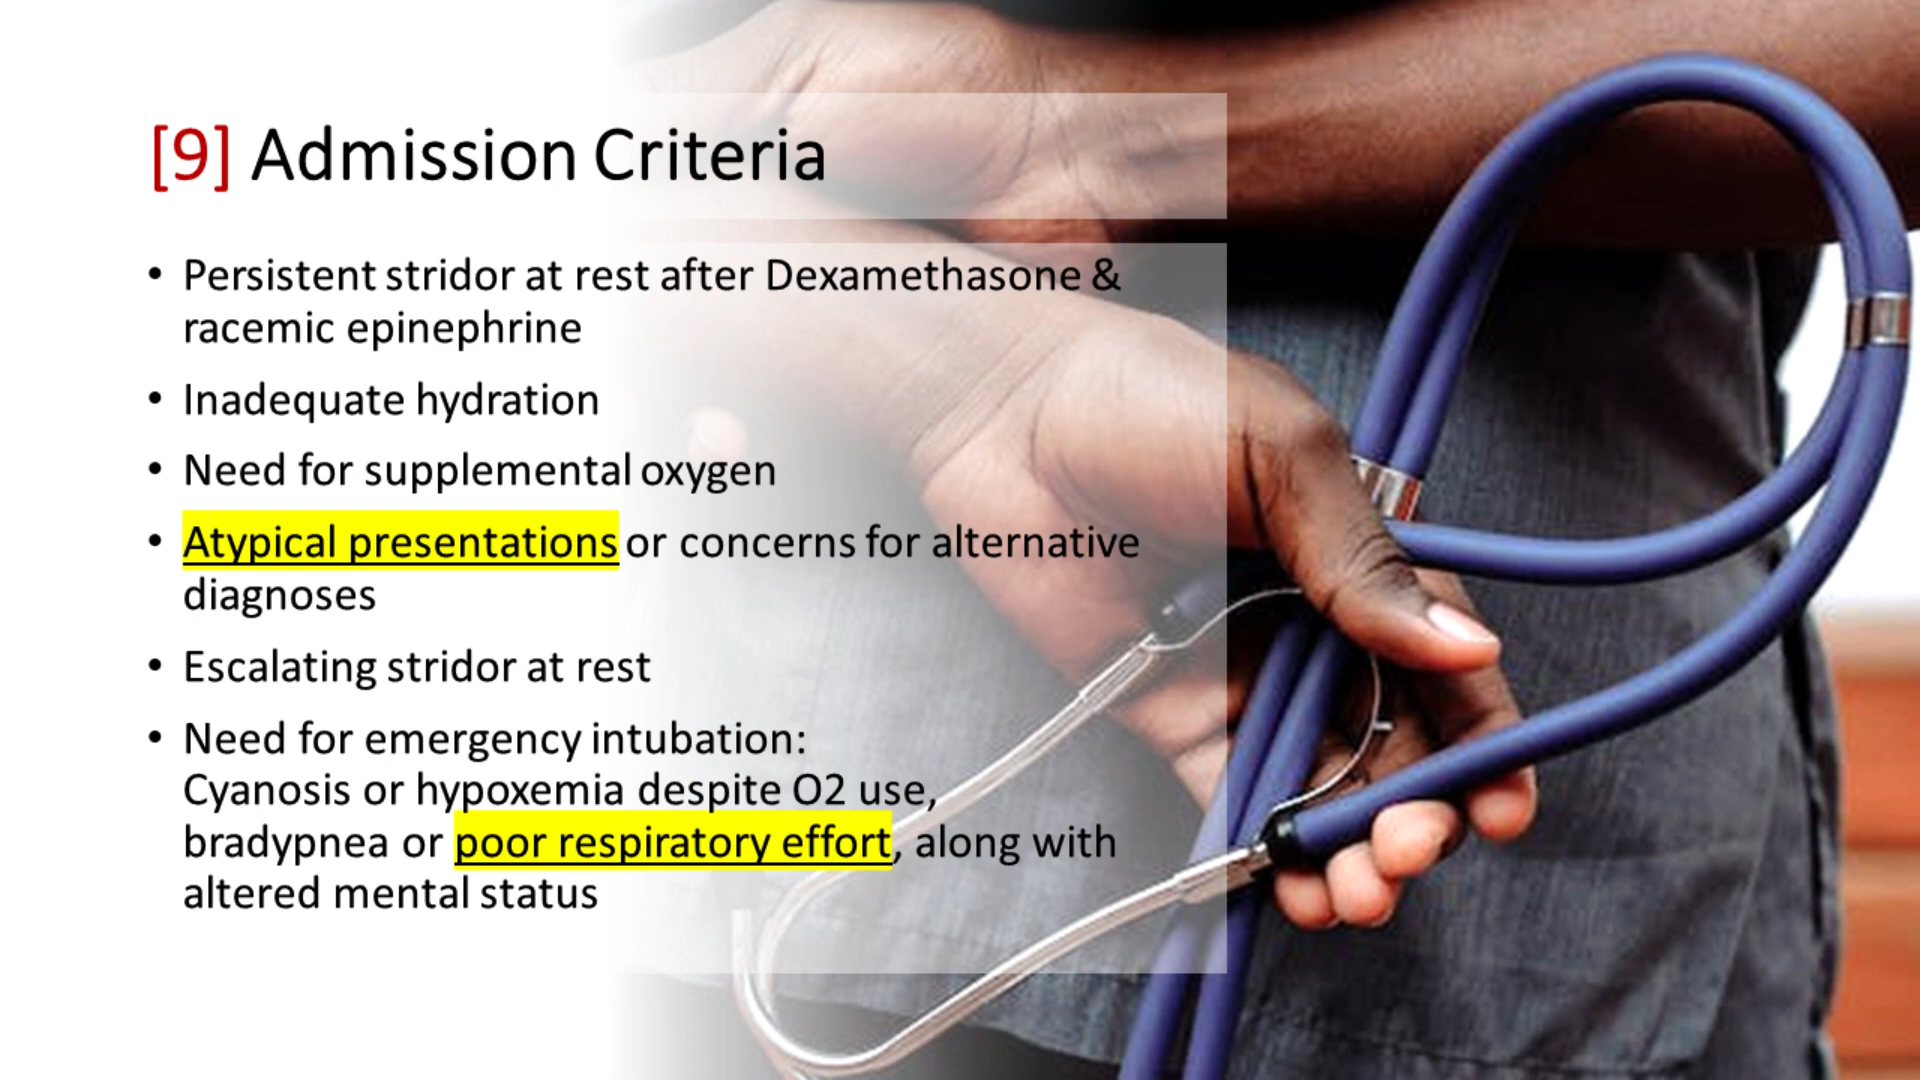 [9] Admission Criteria
• Persistent stridor at rest after Dexamethasone &
racemic epinephrine
• Inadequate hydration
• Need for supplemental oxygen
• Atypical presentations or concerns for alternative
diagnoses
• Escalating stridor at rest
• Need for emergency intubation:
Cyanosis or hypoxemia despite O2 use,
bradypnea or poor respiratory effort, along with
altered mental status